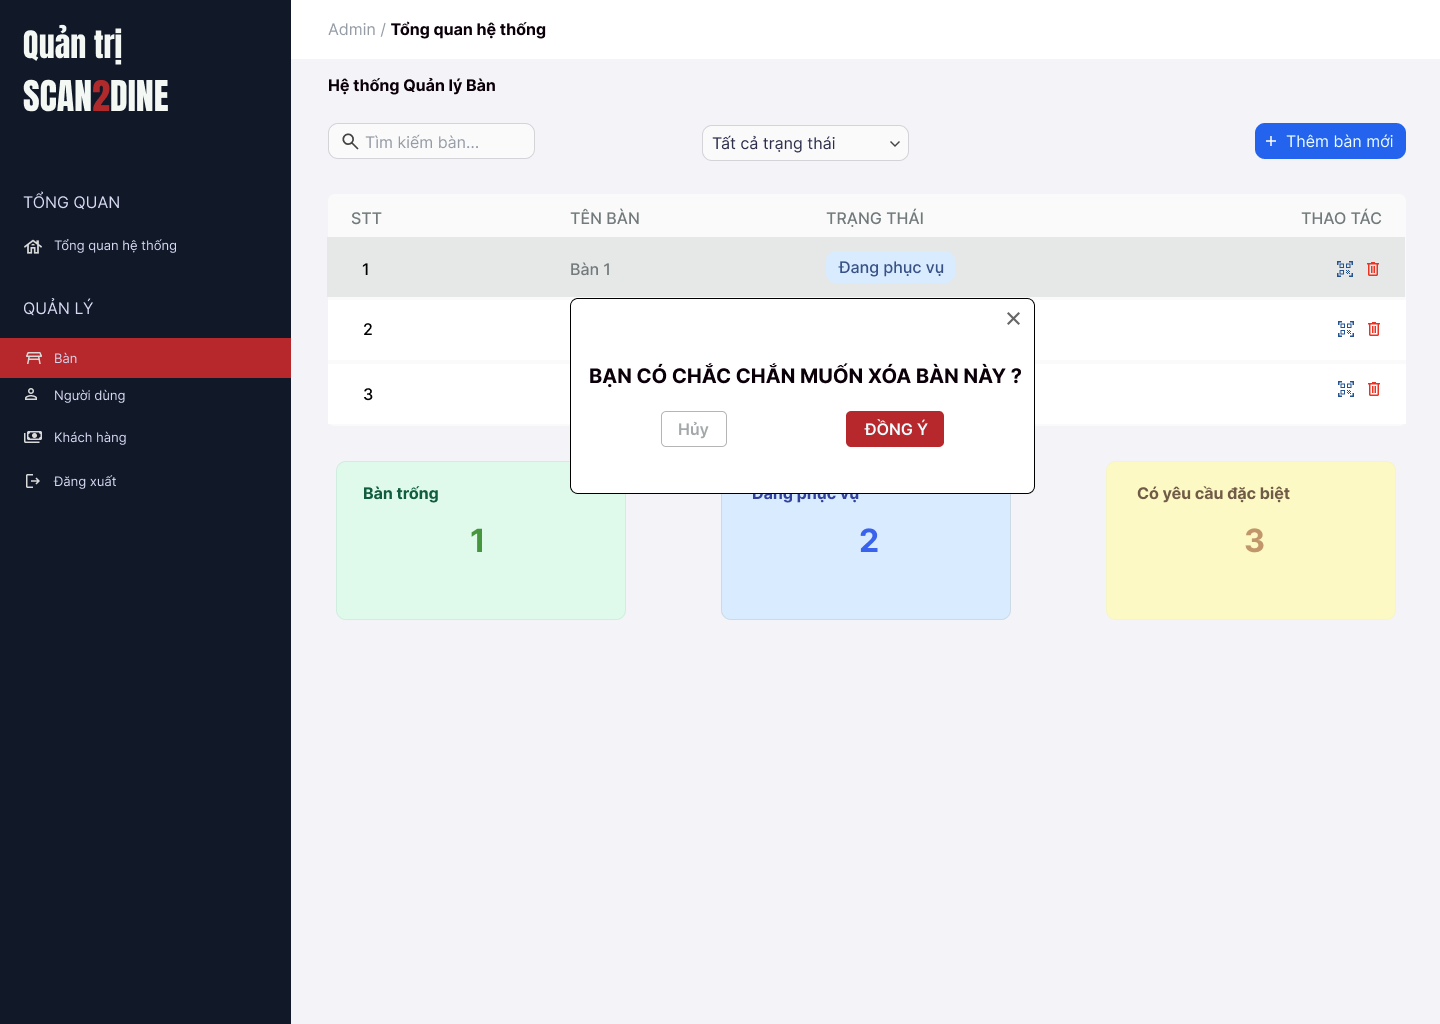 Quản trị
SCAN2DINE
TỔNG QUAN
Tổng quan hệ thống
QUẢN LÝ
Bàn
Người dùng
Khách hàng
Đăng xuất
Admin / Tổng quan hệ thống
Hệ thống Quản lý Bàn
Tìm kiếm bàn...
Tất cả trạng thái
+ Thêm bàn mới
STT TÊN BÀN TRẠNG THÁI THAO TÁC
1 Bàn 1 Đang phục vụ
2
3
BẠN CÓ CHẮC CHẮN MUỐN XÓA BÀN NÀY ?
Hủy ĐỒNG Ý
Bàn trống
1
Đang phục vụ
2
Có yêu cầu đặc biệt
3